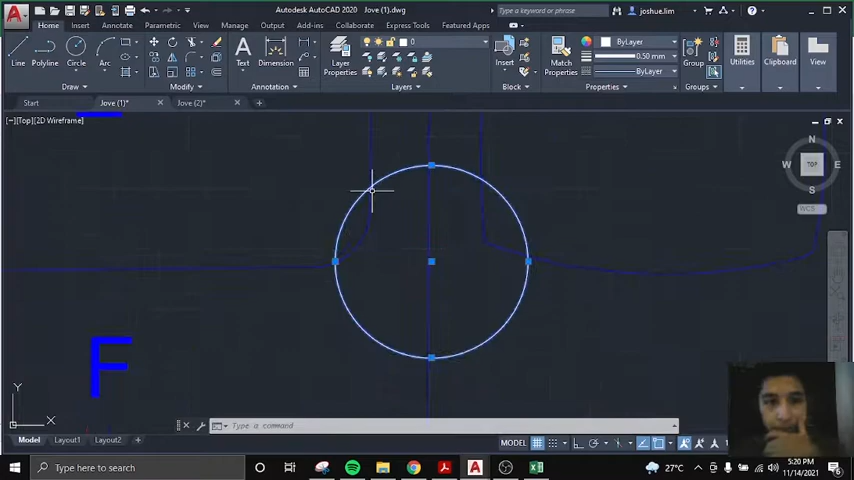 Autodesk AutoCAD 2020 Jove (1).dwg
Type a keyword or phrase
joshue.lim
Home Insert Annotate Parametric View Manage Output Add-ins Collaborate Express Tools Featured Apps
0
ByLayer
0.50 mm
ByLayer
Line Polyline Circle Arc
Text Dimension
Layer
Properties
Insert
Match
Properties
Group
Utilities Clipboard View
Draw Modify Annotation Layers Block Properties Groups
Start Jove (1)* Jove (2)*
[−][Top][2D Wireframe]
N
W TOP E
S
WCS
F
Y
X
Type a command
Model Layout1 Layout2
MODEL
Type here to search
27°C
5:20 PM
11/14/2021
6